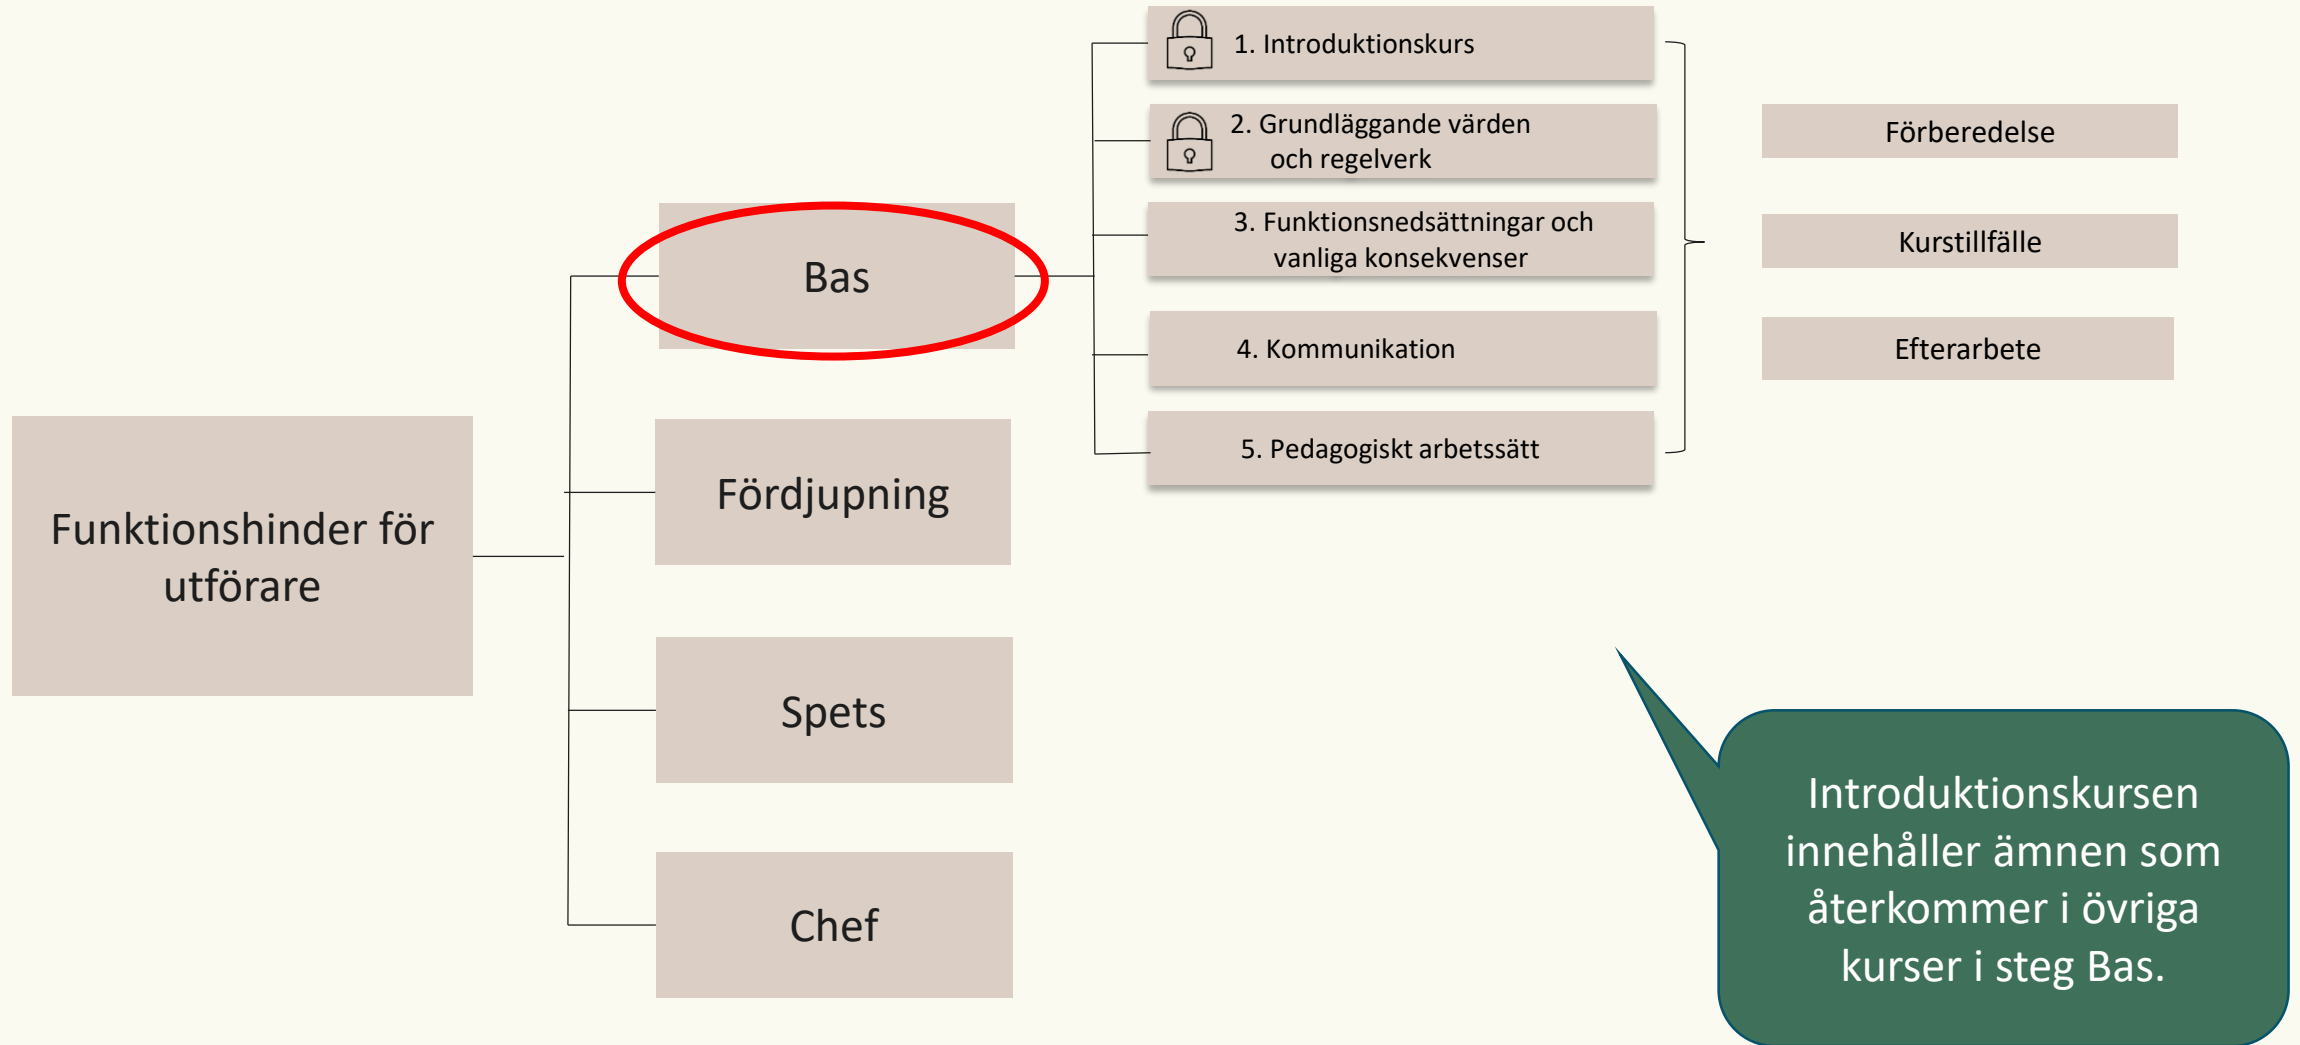 Funktionshinder för
utförare
Bas
Fördjupning
Spets
Chef
1. Introduktionskurs
2. Grundläggande värden
och regelverk
3. Funktionsnedsättningar och
vanliga konsekvenser
4. Kommunikation
5. Pedagogiskt arbetssätt
Förberedelse
Kurstillfälle
Efterarbete
Introduktionskursen
innehåller ämnen som
återkommer i övriga
kurser i steg Bas.